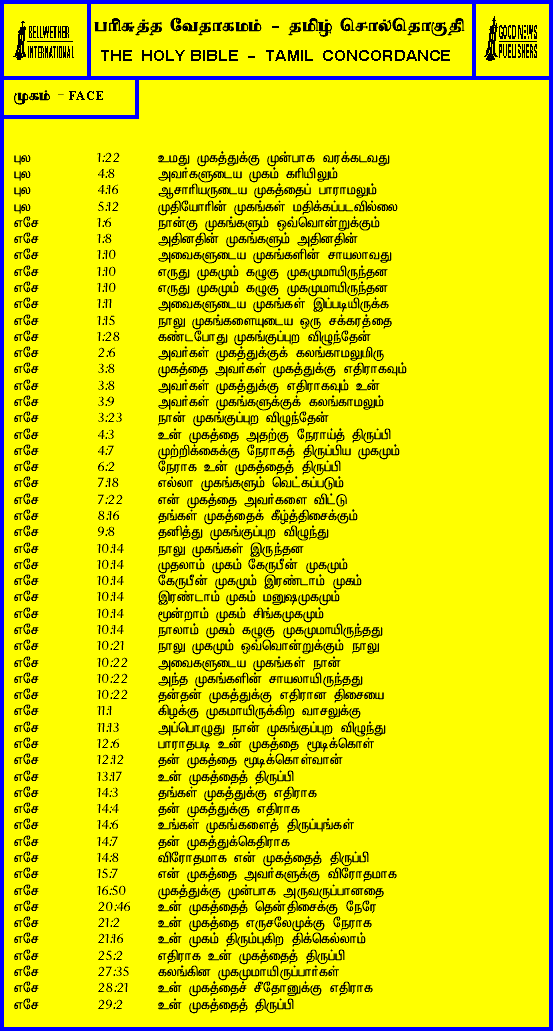 BELLWETHER INTERNATIONAL
பரிசுத்த வேதாகமம் - தமிழ் சொல்தொகுதி
THE HOLY BIBLE - TAMIL CONCORDANCE
GOOD NEWS PUBLISHERS
முகம் - FACE
புல 1:22 உமது முகத்துக்கு முன்பாக வரக்கடவது
புல 4:8 அவர்களுடைய முகம் கரியிலும்
புல 4:16 ஆசாரியருடைய முகத்தைப் பாராமலும்
புல 5:12 முதியோரின் முகங்கள் மதிக்கப்படவில்லை
எசே 1:6 நான்கு முகங்களும் ஒவ்வொன்றுக்கும்
எசே 1:8 அதினதின் முகங்களும் அதினதின்
எசே 1:10 அவைகளுடைய முகங்களின் சாயலாவது
எசே 1:10 எருது முகமும் கழுகு முகமுமாயிருந்தன
எசே 1:10 எருது முகமும் கழுகு முகமுமாயிருந்தன
எசே 1:11 அவைகளுடைய முகங்கள் இப்படியிருக்க
எசே 1:15 நாலு முகங்களையுடைய ஒரு சக்கரத்தை
எசே 1:28 கண்டபோது முகங்குப்புற விழுந்தேன்
எசே 2:6 அவர்கள் முகத்துக்குக் கலங்காமலுமிரு
எசே 3:8 முகத்தை அவர்கள் முகத்துக்கு எதிராகவும்
எசே 3:8 அவர்கள் முகத்துக்கு எதிராகவும் உன்
எசே 3:9 அவர்கள் முகங்களுக்குக் கலங்காமலும்
எசே 3:23 நான் முகங்குப்புற விழுந்தேன்
எசே 4:3 உன் முகத்தை அதற்கு நேராய்த் திருப்பி
எசே 4:7 முற்றிக்கைக்கு நேராகத் திருப்பிய முகமும்
எசே 6:2 நேராக உன் முகத்தைத் திருப்பி
எசே 7:18 எல்லா முகங்களும் வெட்கப்படும்
எசே 7:22 என் முகத்தை அவர்களை விட்டு
எசே 8:16 தங்கள் முகத்தைக் கீழ்த்திசைக்கும்
எசே 9:8 தனித்து முகங்குப்புற விழுந்து
எசே 10:14 நாலு முகங்கள் இருந்தன
எசே 10:14 முதலாம் முகம் கேருபீன் முகமும்
எசே 10:14 கேருபீன் முகமும் இரண்டாம் முகம்
எசே 10:14 இரண்டாம் முகம் மனுஷமுகமும்
எசே 10:14 மூன்றாம் முகம் சிங்கமுகமும்
எசே 10:14 நாலாம் முகம் கழுகு முகமுமாயிருந்தது
எசே 10:21 நாலு முகமும் ஒவ்வொன்றுக்கும் நாலு
எசே 10:22 அவைகளுடைய முகங்கள் நான்
எசே 10:22 அந்த முகங்களின் சாயலாயிருந்தது
எசே 10:22 தன்தன் முகத்துக்கு எதிரான திசையை
எசே 11:1 கிழக்கு முகமாயிருக்கிற வாசலுக்கு
எசே 11:13 அப்பொழுது நான் முகங்குப்புற விழுந்து
எசே 12:6 பாராதபடி உன் முகத்தை மூடிக்கொள்
எசே 12:12 தன் முகத்தை மூடிக்கொள்வான்
எசே 13:17 உன் முகத்தைத் திருப்பி
எசே 14:3 தங்கள் முகத்துக்கு எதிராக
எசே 14:4 தன் முகத்துக்கு எதிராக
எசே 14:6 உங்கள் முகங்களைத் திருப்புங்கள்
எசே 14:7 தன் முகத்துக்கெதிராக
எசே 14:8 விரோதமாக என் முகத்தைத் திருப்பி
எசே 15:7 என் முகத்தை அவர்களுக்கு விரோதமாக
எசே 16:50 முகத்துக்கு முன்பாக அருவருப்பானதை
எசே 20:46 உன் முகத்தைத் தென்திசைக்கு நேரே
எசே 21:2 உன் முகத்தை எருசலேமுக்கு நேராக
எசே 21:16 உன் முகம் திரும்புகிற திக்கெல்லாம்
எசே 25:2 எதிராக உன் முகத்தைத் திருப்பி
எசே 27:35 கலங்கின முகமுமாயிருப்பார்கள்
எசே 28:21 உன் முகத்தைச் சீதோனுக்கு எதிராக
எசே 29:2 உன் முகத்தைத் திருப்பி